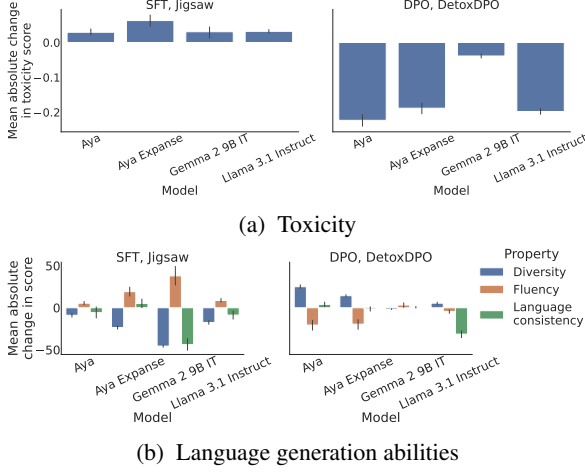 SFT, Jigsaw
DPO, DetoxDPO
Mean absolute change
in toxicity score
0.0
−0.1
−0.2
Aya
Aya Expanse
Gemma 2 9B IT
Llama 3.1 Instruct
Model
Aya
Aya Expanse
Gemma 2 9B IT
Llama 3.1 Instruct
Model
(a) Toxicity
SFT, Jigsaw
DPO, DetoxDPO
Mean absolute
change in score
50
0
−50
Aya
Aya Expanse
Gemma 2 9B IT
Llama 3.1 Instruct
Model
Aya
Aya Expanse
Gemma 2 9B IT
Llama 3.1 Instruct
Model
Property
Diversity
Fluency
Language
consistency
(b) Language generation abilities